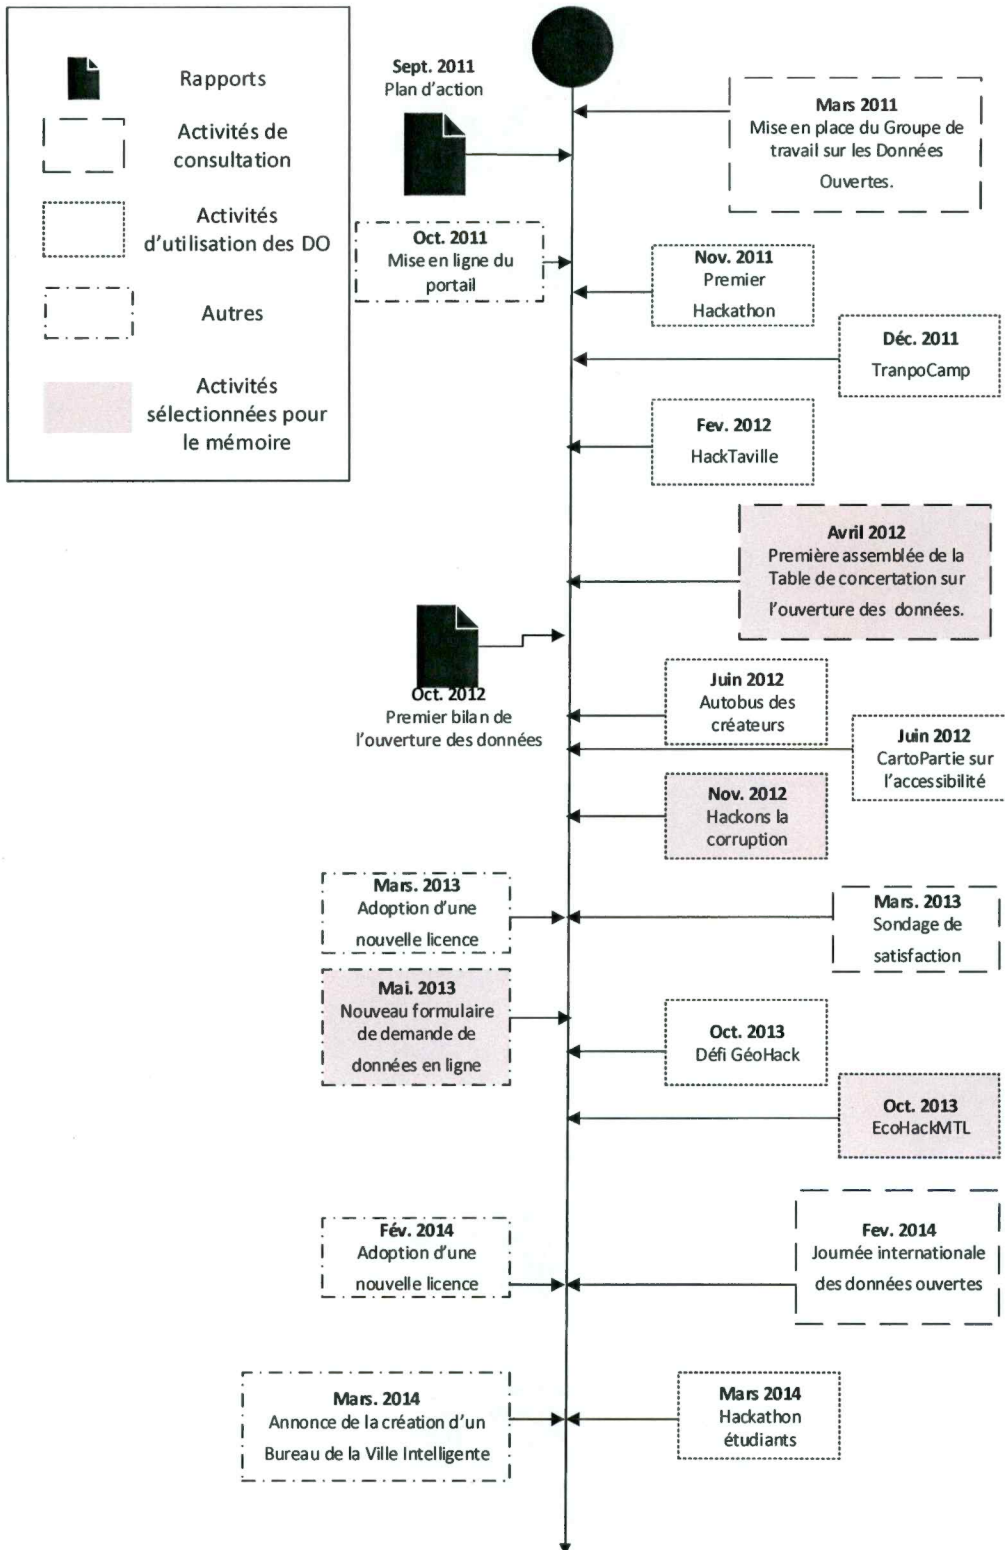 Rapports
Activités de
consultation
Activités
d'utilisation des DO
Autres
Activités
sélectionnées pour
le mémoire
Sept. 2011
Plan d'action
Mars 2011
Mise en place du Groupe de
travail sur les Données
Ouvertes.
Oct. 2011
Mise en ligne du
portail
Nov. 2011
Premier
Hackathon
Déc. 2011
TranpoCamp
Fev. 2012
HackTaville
Avril 2012
Première assemblée de la
Table de concertation sur
l'ouverture des données.
Oct. 2012
Premier bilan de
l'ouverture des données
Juin 2012
Autobus des
créateurs
Juin 2012
CartoPartie sur
l'accessibilité
Nov. 2012
Hackons la
corruption
Mars. 2013
Adoption d'une
nouvelle licence
Mars. 2013
Sondage de
satisfaction
Mai. 2013
Nouveau formulaire
de demande de
données en ligne
Oct. 2013
Défi GéoHack
Oct. 2013
EcoHackMTL
Fév. 2014
Adoption d'une
nouvelle licence
Fev. 2014
Journée internationale
des données ouvertes
Mars. 2014
Annonce de la création d'un
Bureau de la Ville Intelligente
Mars 2014
Hackathon
étudiants